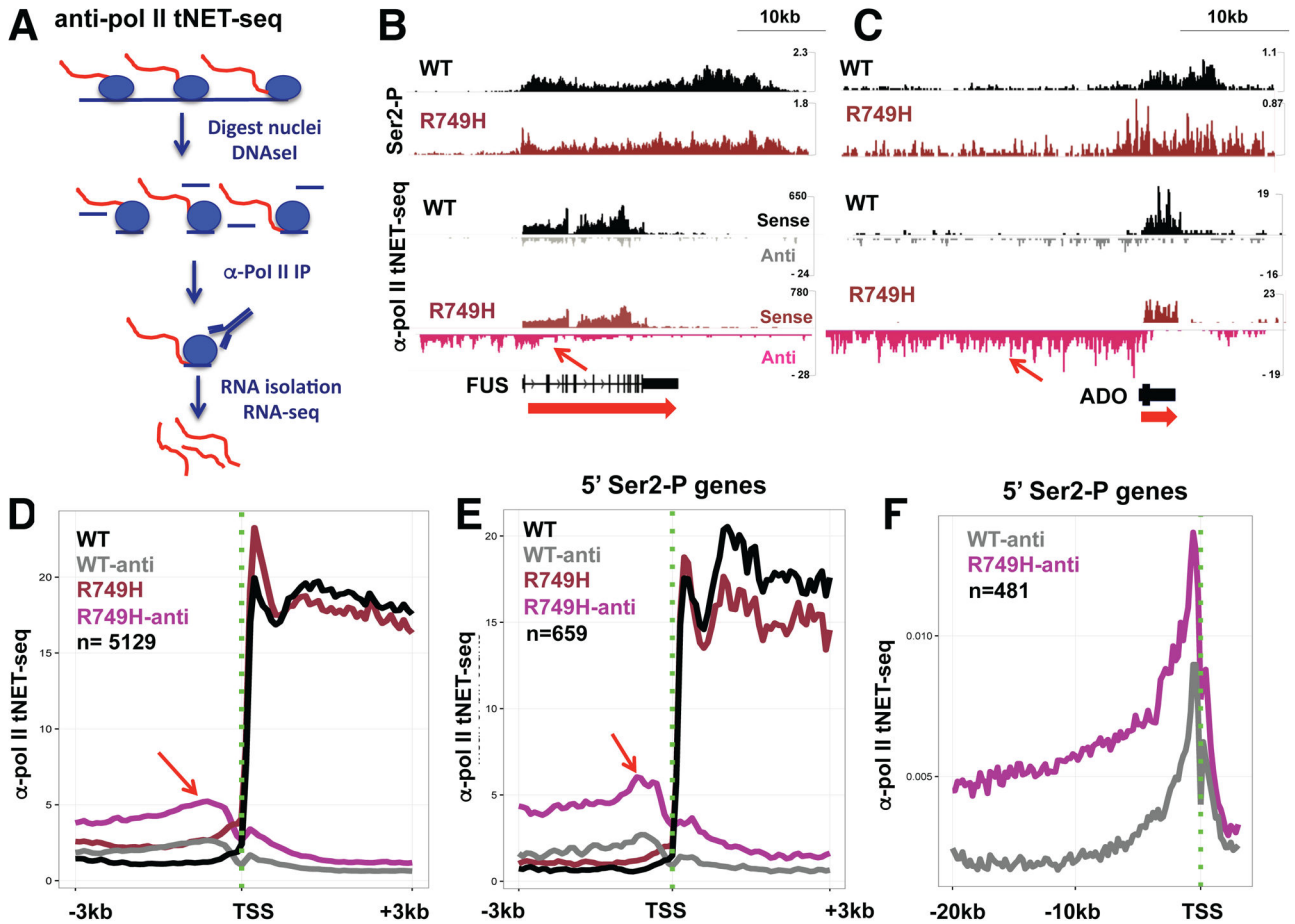 A anti-pol II tNET-seq
Digest nuclei
DNAseI
α-Pol II IP
RNA isolation
RNA-seq
B
10kb
Ser2-P
WT
2.3
R749H
1.8
α-pol II tNET-seq
WT
650
Sense
Anti
- 24
R749H
780
Sense
Anti
- 28
FUS
C
10kb
WT
1.1
R749H
0.87
WT
19
- 16
R749H
23
- 19
ADO
D
WT
WT-anti
R749H
R749H-anti
n= 5129
α-pol II tNET-seq
20
15
10
5
0
-3kb
TSS
+3kb
5' Ser2-P genes
E
WT
WT-anti
R749H
R749H-anti
n=659
α-pol II tNET-seq
20
15
10
5
0
-3kb
TSS
+3kb
5' Ser2-P genes
F
WT-anti
R749H-anti
n=481
α-pol II tNET-seq
0.010
0.005
-20kb
-10kb
TSS